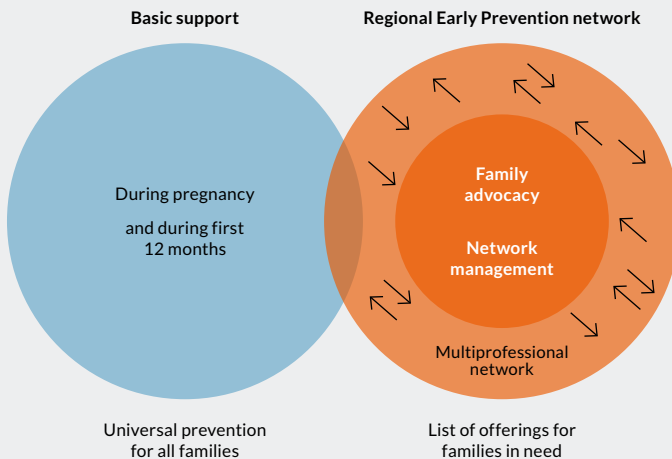 Basic support
Regional Early Prevention network
During pregnancy
and during first
12 months
Family
advocacy
Network
management
Multiprofessional
network
Universal prevention
for all families
List of offerings for
families in need